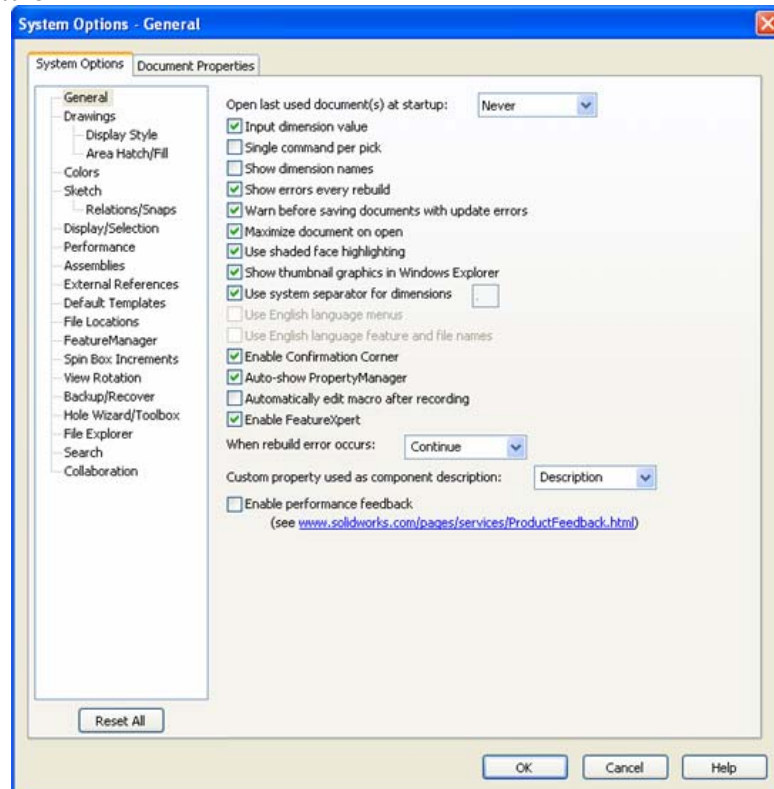 System Options - General
System Options
Document Properties
General
Drawings
Display Style
Area Hatch/Fill
Colors
Sketch
Relations/Snaps
Display/Selection
Performance
Assemblies
External References
Default Templates
File Locations
FeatureManager
Spin Box Increments
View Rotation
Backup/Recover
Hole Wizard/Toolbox
File Explorer
Search
Collaboration
Reset All
Open last used document(s) at startup: Never
Input dimension value
Single command per pick
Show dimension names
Show errors every rebuild
Warn before saving documents with update errors
Maximize document on open
Use shaded face highlighting
Show thumbnail graphics in Windows Explorer
Use system separator for dimensions .
Use English language menus
Use English language feature and file names
Enable Confirmation Corner
Auto-show PropertyManager
Automatically edit macro after recording
Enable FeatureXpert
When rebuild error occurs: Continue
Custom property used as component description: Description
Enable performance feedback
(see www.solidworks.com/pages/services/ProductFeedback.html)
OK
Cancel
Help